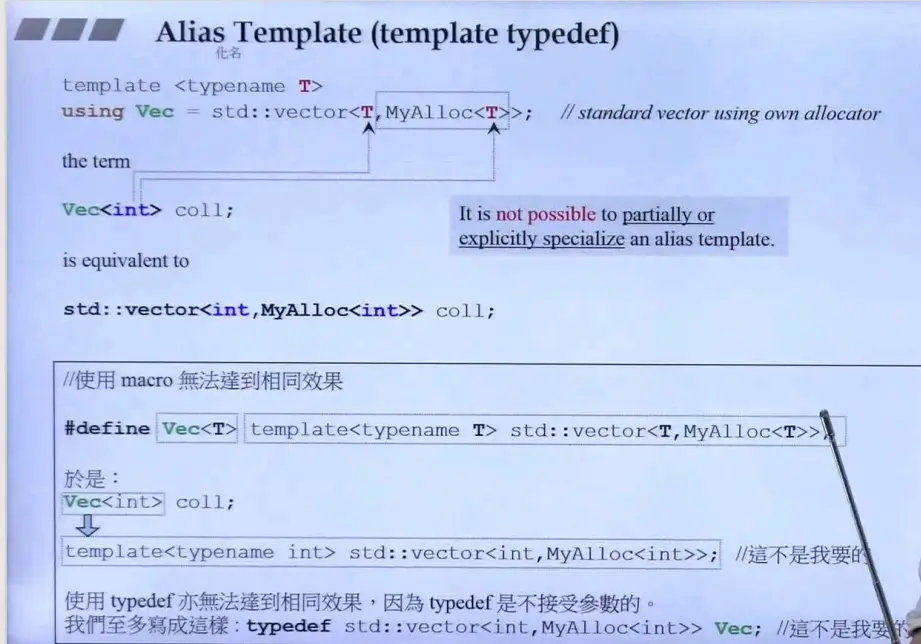 Alias Template (template typedef)
化名
template <typename T>
using Vec = std::vector<T,MyAlloc<T>>; // standard vector using own allocator
the term
Vec<int> coll;
It is not possible to partially or
explicitly specialize an alias template.
is equivalent to
std::vector<int,MyAlloc<int>> coll;
//使用 macro 無法達到相同效果
#define Vec<T> template<typename T> std::vector<T,MyAlloc<T>>;
於是：
Vec<int> coll;
template<typename int> std::vector<int,MyAlloc<int>>; //這不是我要的
使用 typedef 亦無法達到相同效果，因為 typedef 是不接受參數的。
我們至多寫成這樣：typedef std::vector<int,MyAlloc<int>> Vec; //這不是我要的